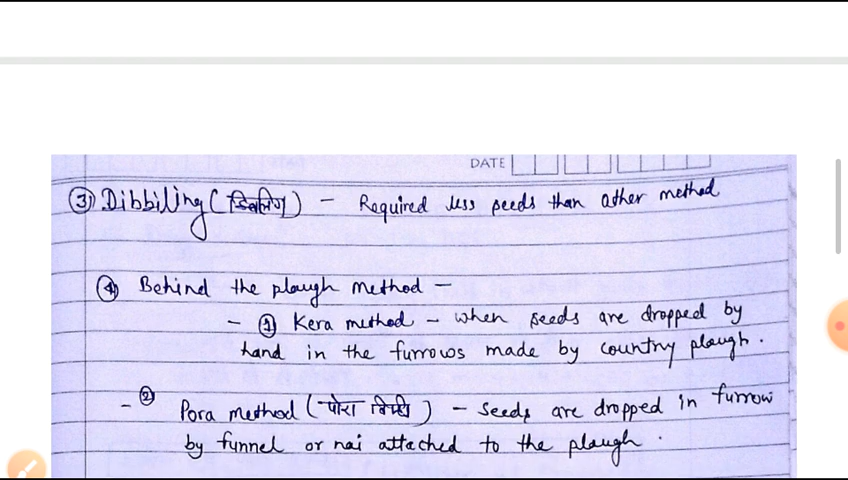 DATE
③ Dibbiling (डिबलिंग) - Required less seeds than other method
④ Behind the plough method -
- ① Kera method - when seeds are dropped by
hand in the furrows made by country plough.
- ② Pora method (पोरा विधी) - Seeds are dropped in furrow
by funnel or nai attached to the plough.